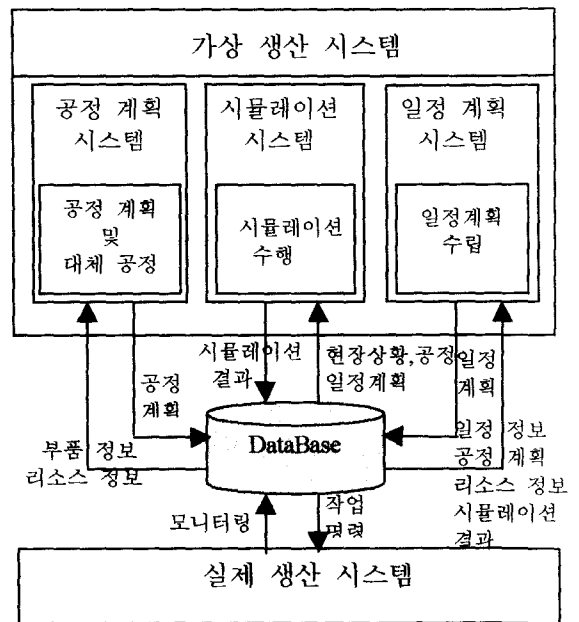 가상 생산 시스템
공정 계획
시스템
공정 계획
및
대체 공정
시뮬레이션
시스템
시뮬레이션
수행
일정 계획
시스템
일정계획
수립
부품 정보
리소스 정보
공정
계획
시뮬레이션
결과
현장상황,공정
일정계획
일정
계획
일정 정보
공정 계획
리소스 정보
시뮬레이션
결과
DataBase
모니터링
작업
명령
실제 생산 시스템